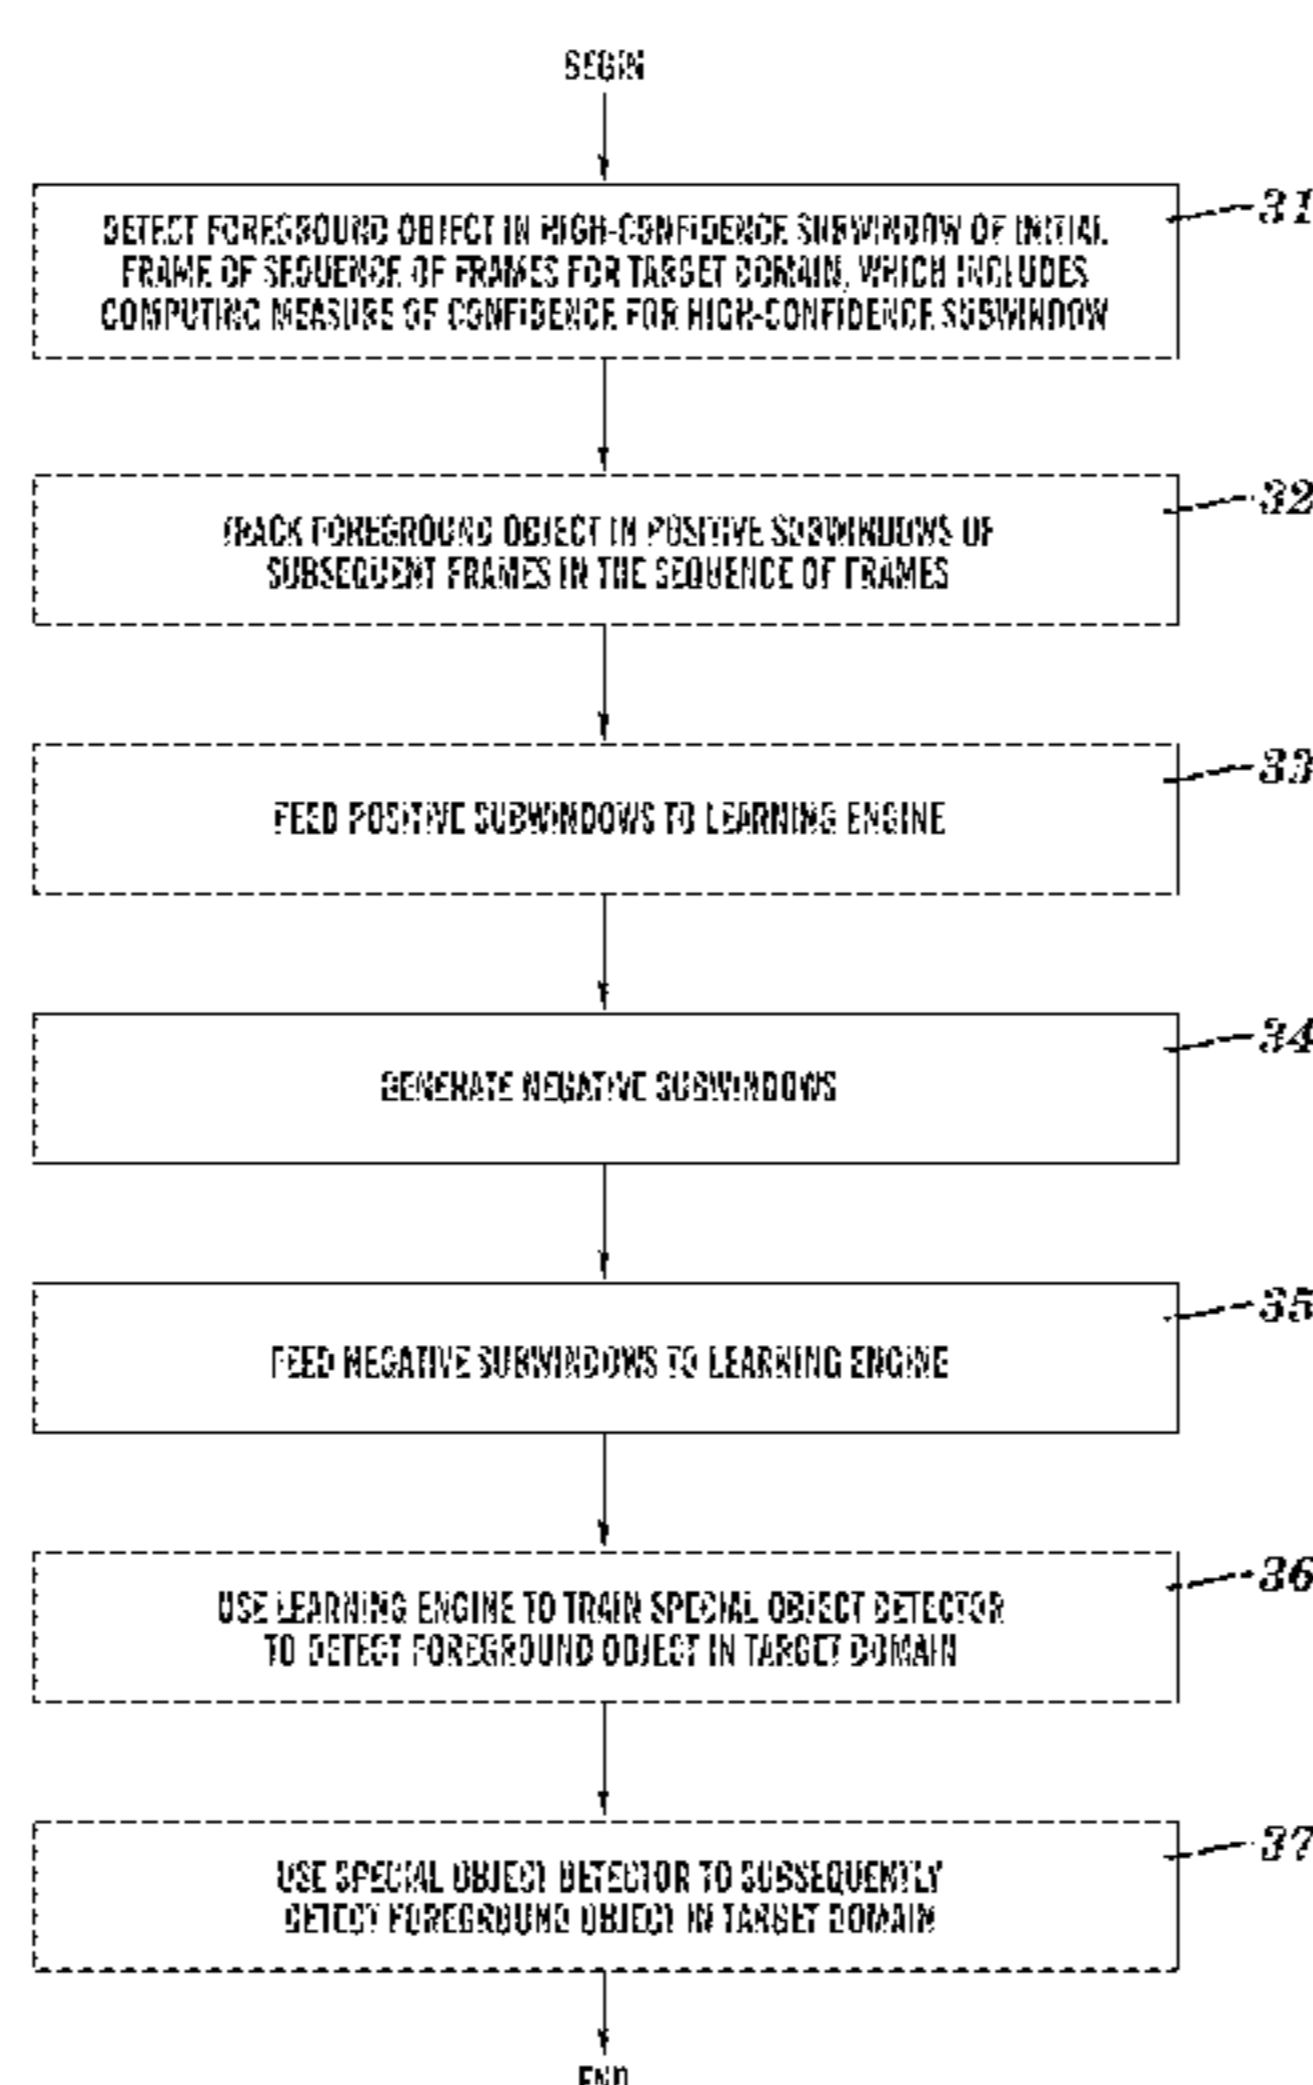 BEGIN
31
DETECT FOREGROUND OBJECT IN HIGH-CONFIDENCE SUBWINDOW OF INITIAL
FRAME OF SEQUENCE OF FRAMES FOR TARGET DOMAIN, WHICH INCLUDES
COMPUTING MEASURE OF CONFIDENCE FOR HIGH-CONFIDENCE SUBWINDOW
32
TRACK FOREGROUND OBJECT IN POSITIVE SUBWINDOWS OF
SUBSEQUENT FRAMES IN THE SEQUENCE OF FRAMES
33
FEED POSITIVE SUBWINDOWS TO LEARNING ENGINE
34
GENERATE NEGATIVE SUBWINDOWS
35
FEED NEGATIVE SUBWINDOWS TO LEARNING ENGINE
36
USE LEARNING ENGINE TO TRAIN SPECIAL OBJECT DETECTOR
TO DETECT FOREGROUND OBJECT IN TARGET DOMAIN
37
USE SPECIAL OBJECT DETECTOR TO SUBSEQUENTLY
DETECT FOREGROUND OBJECT IN TARGET DOMAIN
END